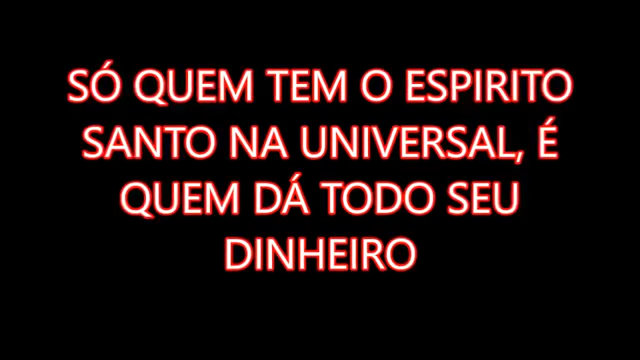 SÓ QUEM TEM O ESPIRITO
SANTO NA UNIVERSAL, É
QUEM DÁ TODO SEU
DINHEIRO